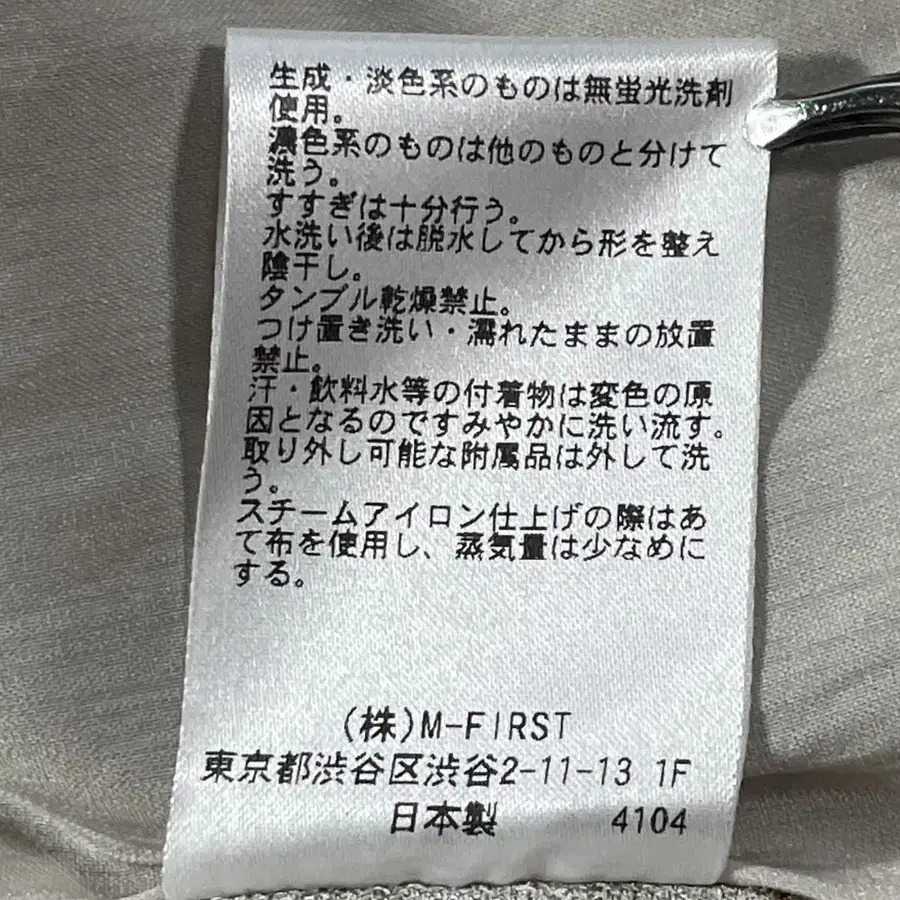 生成・淡色系のものは無蛍光洗剤
使用。
濃色系のものは他のものと分けて
洗う。
すすぎは十分行う。
水洗い後は脱水してから形を整え
陰干し。
タンブル乾燥禁止。
つけ置き洗い・濡れたままの放置
禁止。
汗・飲料水等の付着物は変色の原
因となるのですみやかに洗い流す。
取り外し可能な附属品は外して洗
う。
スチームアイロン仕上げの際はあ
て布を使用し、蒸気量は少なめに
する。
(株)M-FIRST
東京都渋谷区渋谷2-11-13 1F
日本製 4104